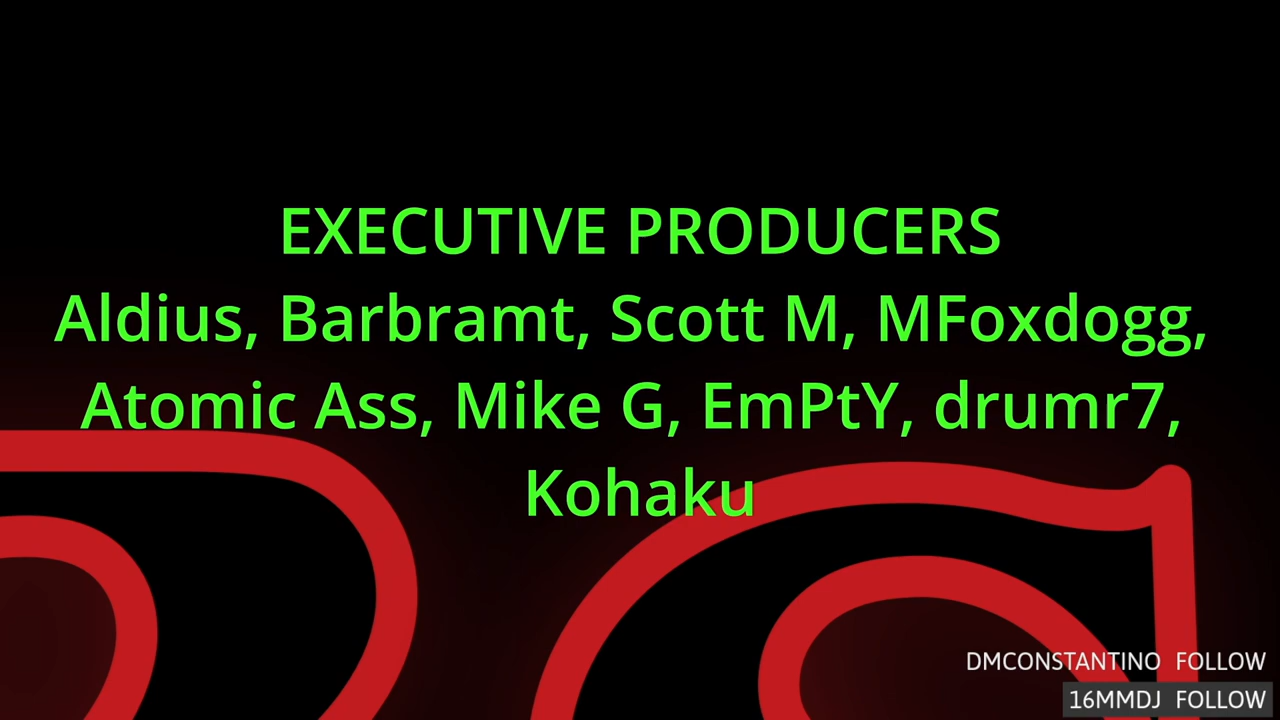 EXECUTIVE PRODUCERS
Aldius, Barbramt, Scott M, MFoxdogg,
Atomic Ass, Mike G, EmPtY, drumr7,
Kohaku
DMCONSTANTINO FOLLOW
16MMDJ FOLLOW